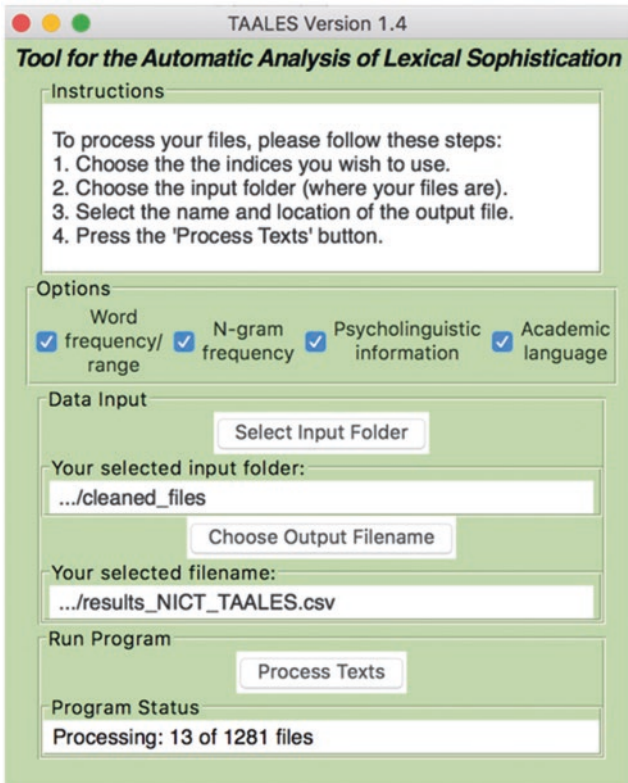 TAALES Version 1.4
Tool for the Automatic Analysis of Lexical Sophistication
Instructions
To process your files, please follow these steps:
1. Choose the the indices you wish to use.
2. Choose the input folder (where your files are).
3. Select the name and location of the output file.
4. Press the 'Process Texts' button.
Options
Word frequency/ range
N-gram frequency
Psycholinguistic information
Academic language
Data Input
Select Input Folder
Your selected input folder:
.../cleaned_files
Choose Output Filename
Your selected filename:
.../results_NICT_TAALES.csv
Run Program
Process Texts
Program Status
Processing: 13 of 1281 files